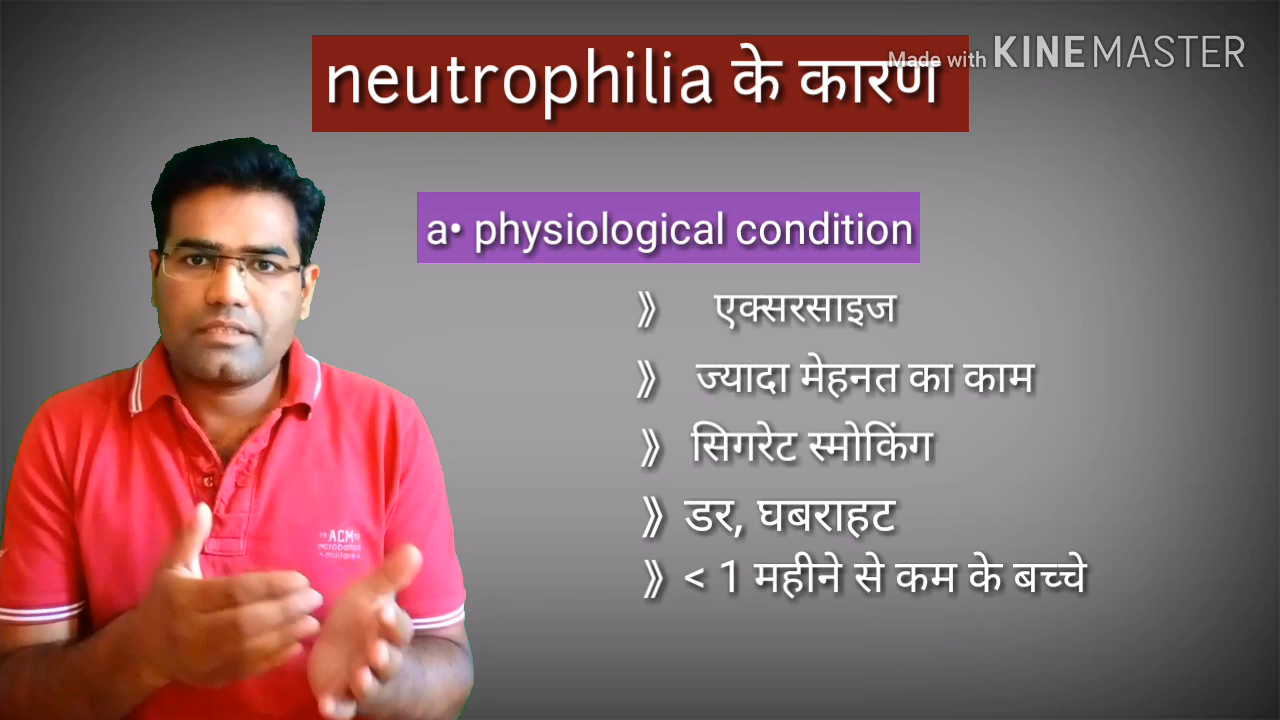 neutrophilia के कारण
Made with KINEMASTER
a• physiological condition
》 एक्सरसाइज
》 ज्यादा मेहनत का काम
》 सिगरेट स्मोकिंग
》 डर, घबराहट
》 < 1 महीने से कम के बच्चे
ACM